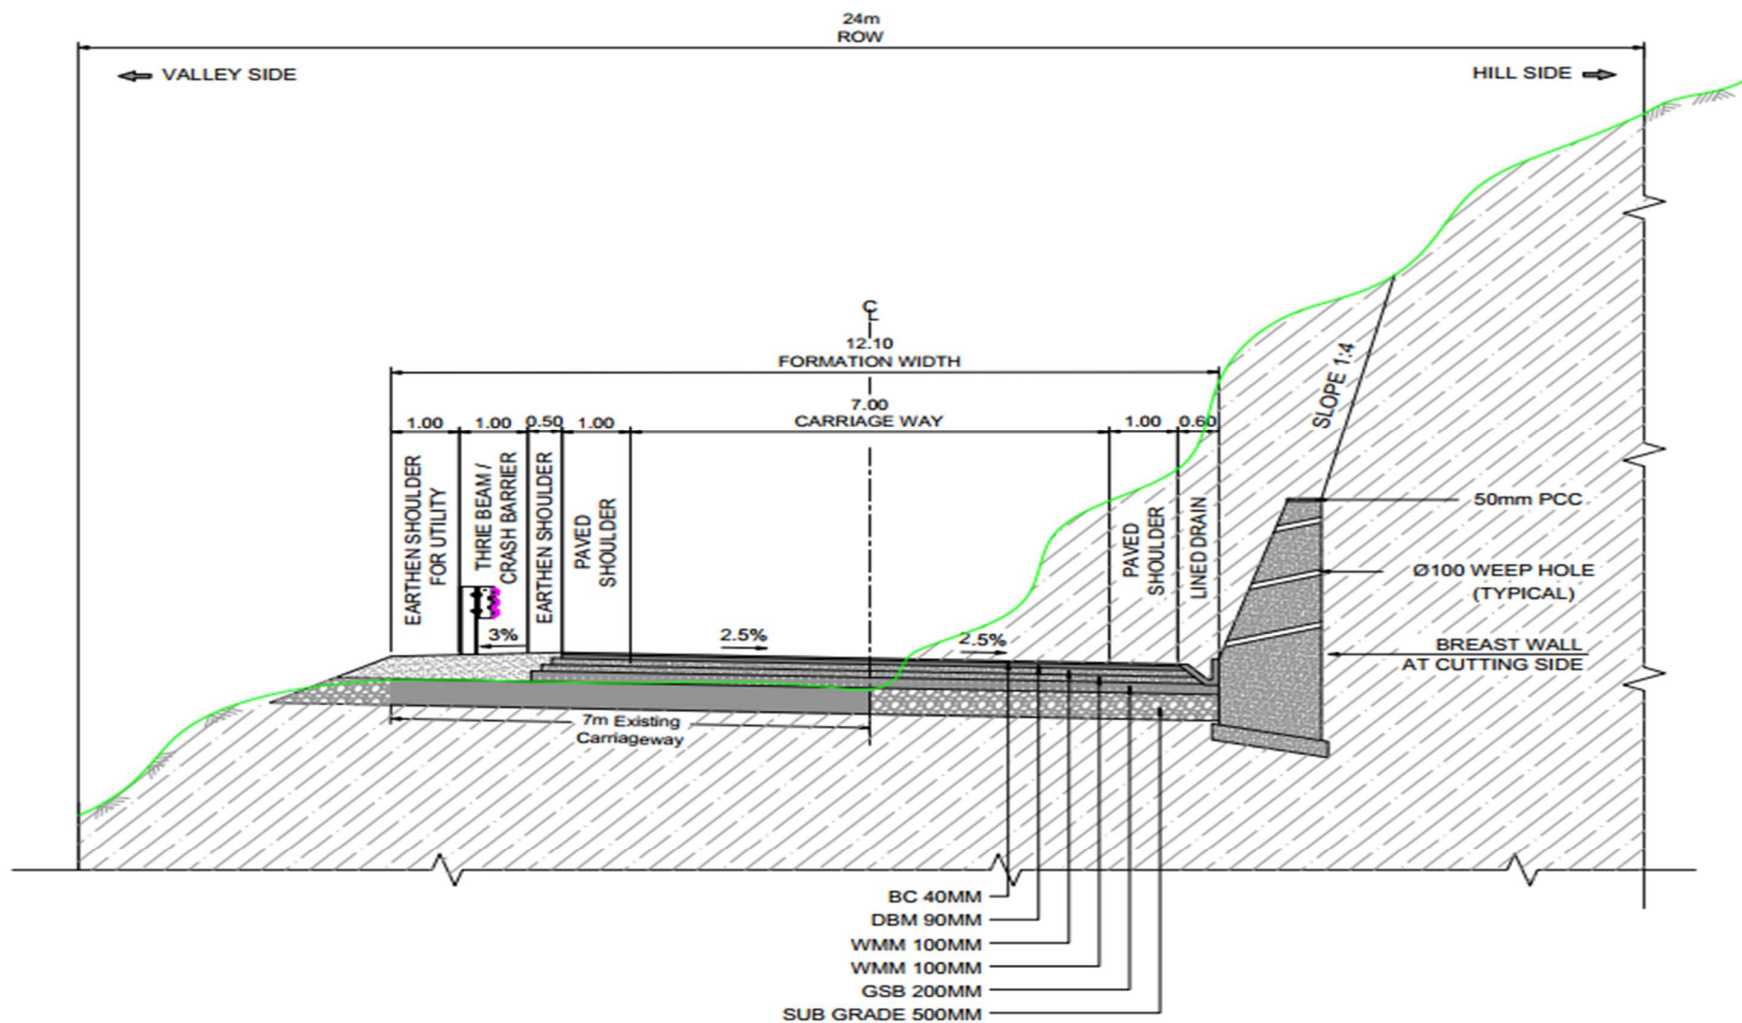 24m
ROW
VALLEY SIDE
HILL SIDE
C
L
12.10
FORMATION WIDTH
7.00
CARRIAGE WAY
1.00
1.00
0.50
1.00
1.00
0.60
EARTHEN SHOULDER
FOR UTILITY
THRIE BEAM /
CRASH BARRIER
EARTHEN SHOULDER
PAVED
SHOULDER
PAVED
SHOULDER
LINED DRAIN
SLOPE 1:4
50mm PCC
Ø100 WEEP HOLE
(TYPICAL)
BREAST WALL
AT CUTTING SIDE
3%
2.5%
2.5%
7m Existing
Carriageway
BC 40MM
DBM 90MM
WMM 100MM
WMM 100MM
GSB 200MM
SUB GRADE 500MM